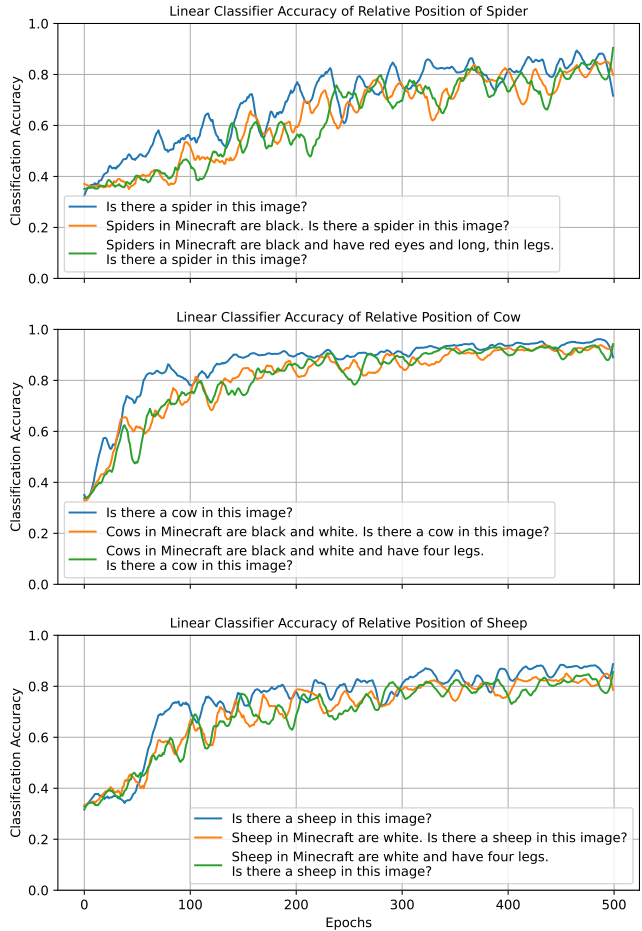 Linear Classifier Accuracy of Relative Position of Spider
1.0
0.8
0.6
0.4
0.2
0.0
Classification Accuracy
Is there a spider in this image?
Spiders in Minecraft are black. Is there a spider in this image?
Spiders in Minecraft are black and have red eyes and long, thin legs.
Is there a spider in this image?
Linear Classifier Accuracy of Relative Position of Cow
1.0
0.8
0.6
0.4
0.2
0.0
Classification Accuracy
Is there a cow in this image?
Cows in Minecraft are black and white. Is there a cow in this image?
Cows in Minecraft are black and white and have four legs.
Is there a cow in this image?
Linear Classifier Accuracy of Relative Position of Sheep
1.0
0.8
0.6
0.4
0.2
0.0
Classification Accuracy
Is there a sheep in this image?
Sheep in Minecraft are white. Is there a sheep in this image?
Sheep in Minecraft are white and have four legs.
Is there a sheep in this image?
0 100 200 300 400 500
Epochs